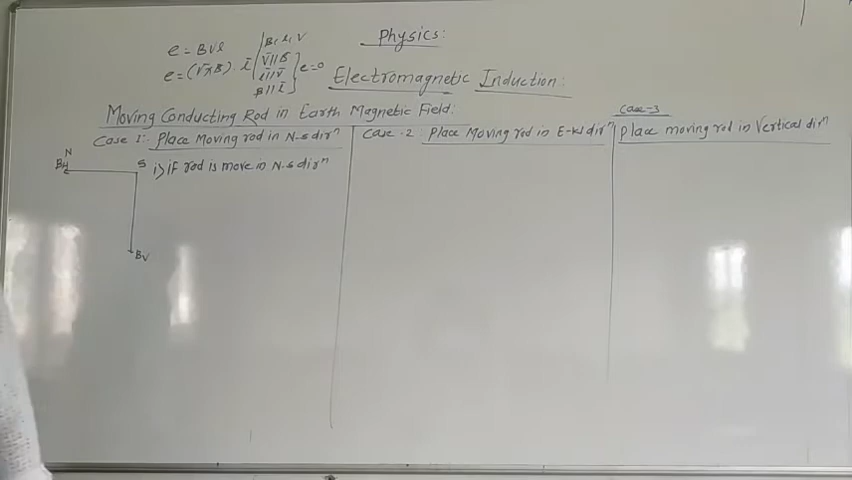 Physics:
e = Bvl
e = (v̅×B̅) · l̅
B, l, V
v̅ || B̅
l̅ || v̅
B || l̅
} e=0
Electromagnetic Induction:
Moving Conducting Rod in Earth Magnetic Field:
Case 1:- Place Moving rod in N-S dirⁿ
Case - 2 : Place Moving rod in E-W dirⁿ
Case-3
place moving rod in Vertical dirⁿ
N
BH
S
i) If rod is move in N-S dirⁿ
BV